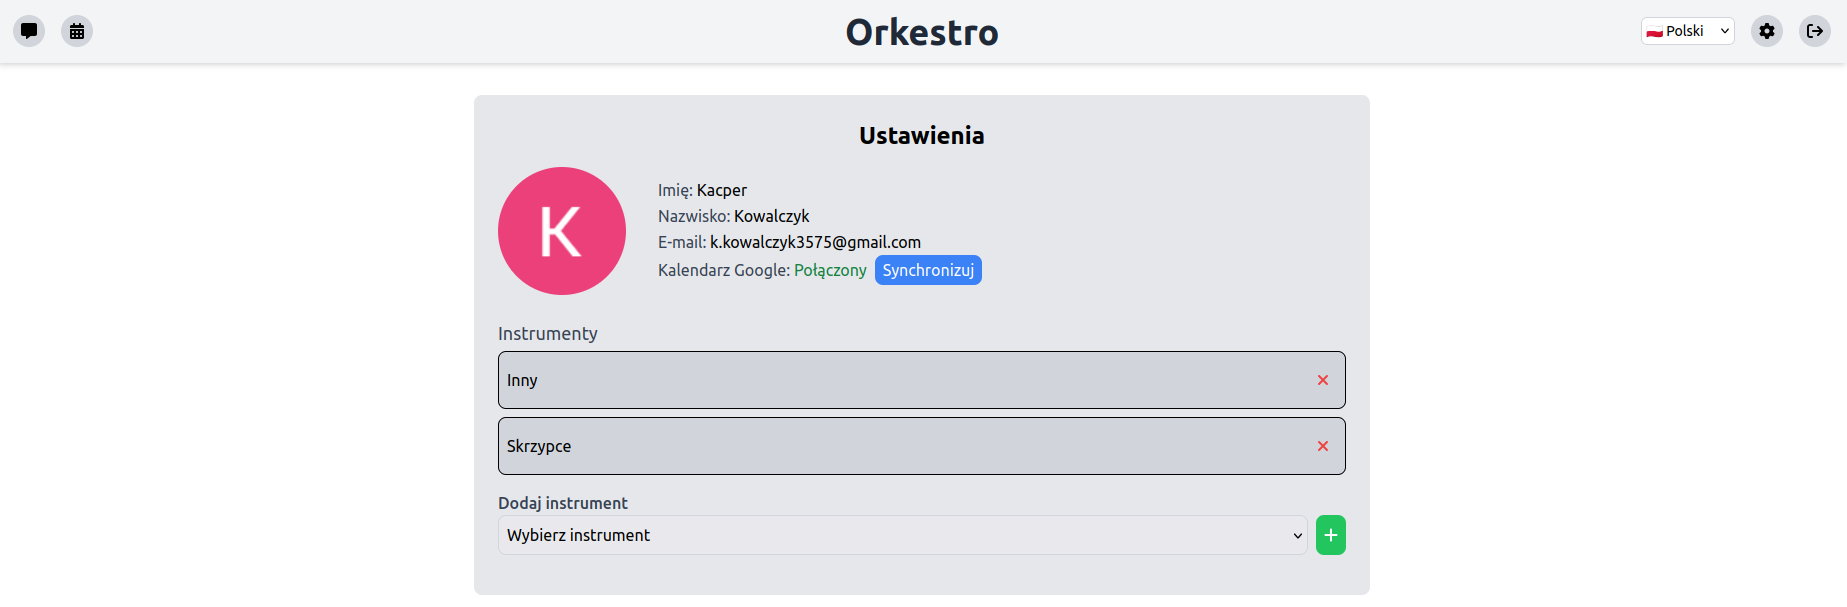 Orkestro
Polski
Ustawienia
K
Imię: Kacper
Nazwisko: Kowalczyk
E-mail: k.kowalczyk3575@gmail.com
Kalendarz Google: Połączony Synchronizuj
Instrumenty
Inny
Skrzypce
Dodaj instrument
Wybierz instrument